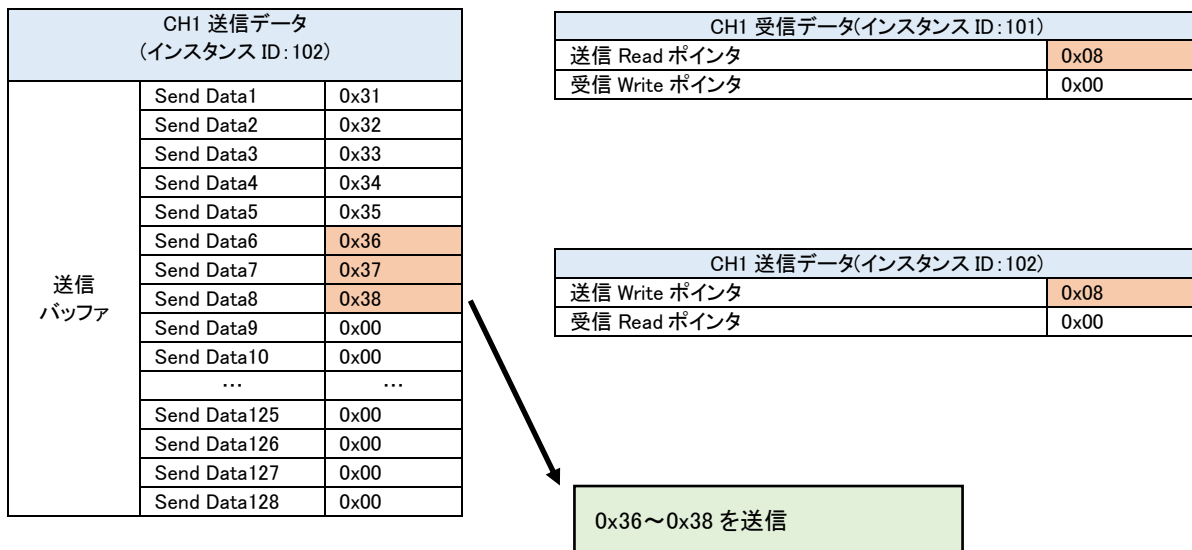 CH1 送信データ
(インスタンス ID:102)
送信
バッファ
Send Data1 0x31
Send Data2 0x32
Send Data3 0x33
Send Data4 0x34
Send Data5 0x35
Send Data6 0x36
Send Data7 0x37
Send Data8 0x38
Send Data9 0x00
Send Data10 0x00
… …
Send Data125 0x00
Send Data126 0x00
Send Data127 0x00
Send Data128 0x00
CH1 受信データ(インスタンス ID:101)
送信 Read ポインタ 0x08
受信 Write ポインタ 0x00
CH1 送信データ(インスタンス ID:102)
送信 Write ポインタ 0x08
受信 Read ポインタ 0x00
0x36～0x38 を送信